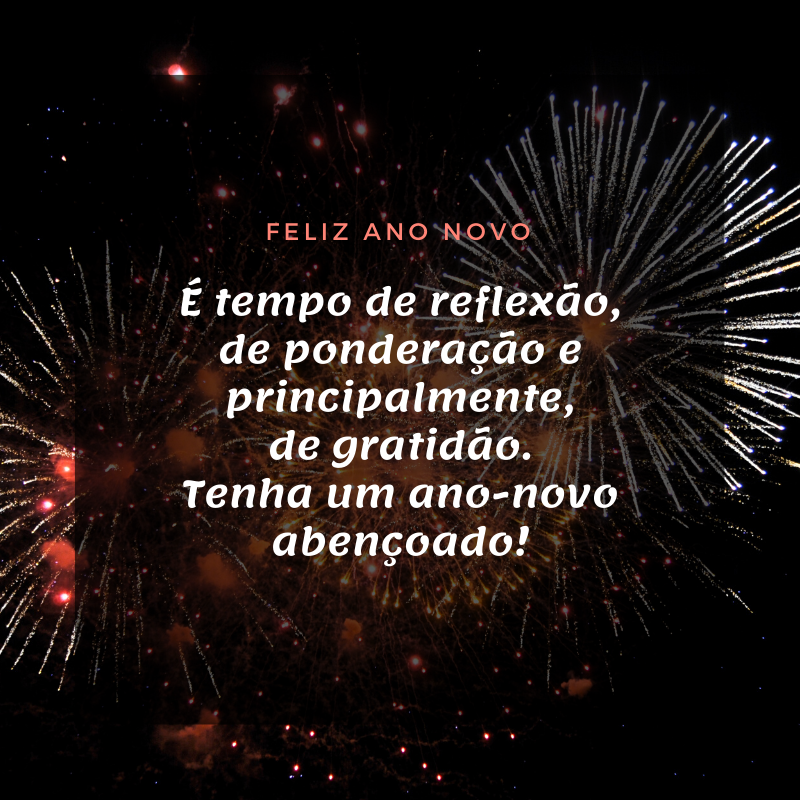 FELIZ ANO NOVO
É tempo de reflexão,
de ponderação e
principalmente,
de gratidão.
Tenha um ano-novo
abençoado!